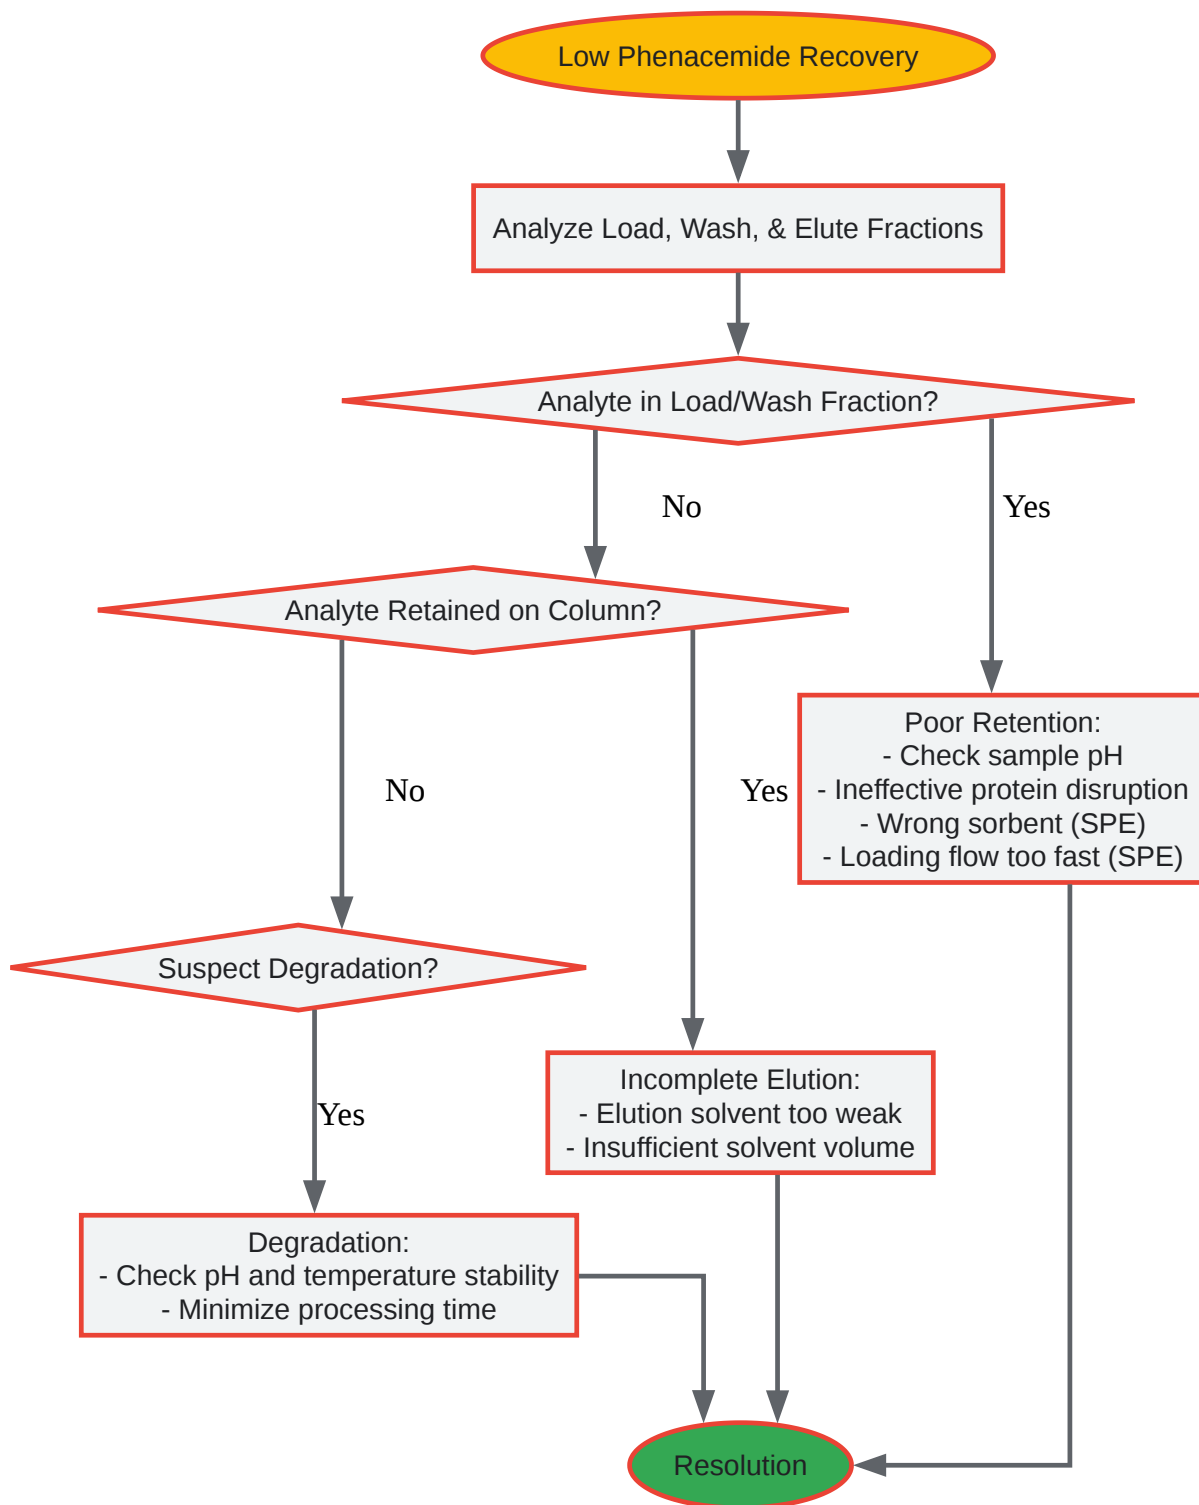 Low Phenacemide Recovery
Analyze Load, Wash, & Elute Fractions
Analyte in Load/Wash Fraction?
No
Yes
Analyte Retained on Column?
Poor Retention:
- Check sample pH
- Ineffective protein disruption
- Wrong sorbent (SPE)
- Loading flow too fast (SPE)
No
Yes
Suspect Degradation?
Incomplete Elution:
- Elution solvent too weak
- Insufficient solvent volume
Yes
Degradation:
- Check pH and temperature stability
- Minimize processing time
Resolution